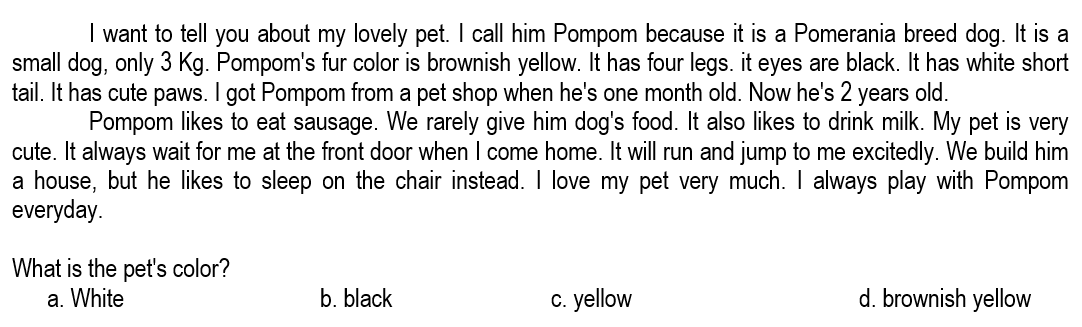 I want to tell you about my lovely pet. I call him Pompom because it is a Pomerania breed dog. It is a
small dog, only 3 Kg. Pompom's fur color is brownish yellow. It has four legs. it eyes are black. It has white short
tail. It has cute paws. I got Pompom from a pet shop when he's one month old. Now he's 2 years old.
Pompom likes to eat sausage. We rarely give him dog's food. It also likes to drink milk. My pet is very
cute. It always wait for me at the front door when I come home. It will run and jump to me excitedly. We build him
a house, but he likes to sleep on the chair instead. I love my pet very much. I always play with Pompom
everyday.
What is the pet's color?
a. White b. black c. yellow d. brownish yellow